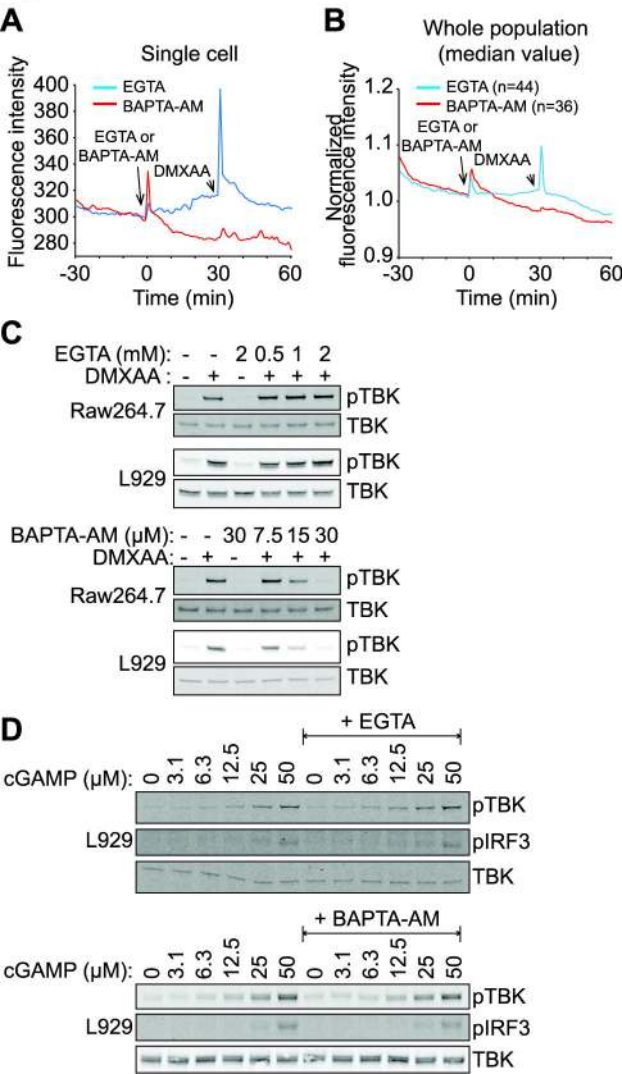 A
Single cell
Fluorescence intensity
400
380
360
340
320
300
280
EGTA
BAPTA-AM
EGTA or
BAPTA-AM
DMXAA
-30 0 30 60
Time (min)
B
Whole population
(median value)
Normalized
fluorescence intensity
1.2
1.1
1.0
0.9
EGTA (n=44)
BAPTA-AM (n=36)
EGTA or
BAPTA-AM
DMXAA
-30 0 30 60
Time (min)
C
EGTA (mM): - - 2 0.5 1 2
DMXAA : - + - + + +
Raw264.7
pTBK
TBK
L929
pTBK
TBK
BAPTA-AM (µM): - - 30 7.5 15 30
DMXAA: - + - + + +
Raw264.7
pTBK
TBK
L929
pTBK
TBK
D
+ EGTA
cGAMP (µM): 0 3.1 6.3 12.5 25 50 0 3.1 6.3 12.5 25 50
pTBK
L929 pIRF3
TBK
+ BAPTA-AM
cGAMP (µM): 0 3.1 6.3 12.5 25 50 0 3.1 6.3 12.5 25 50
pTBK
L929 pIRF3
TBK